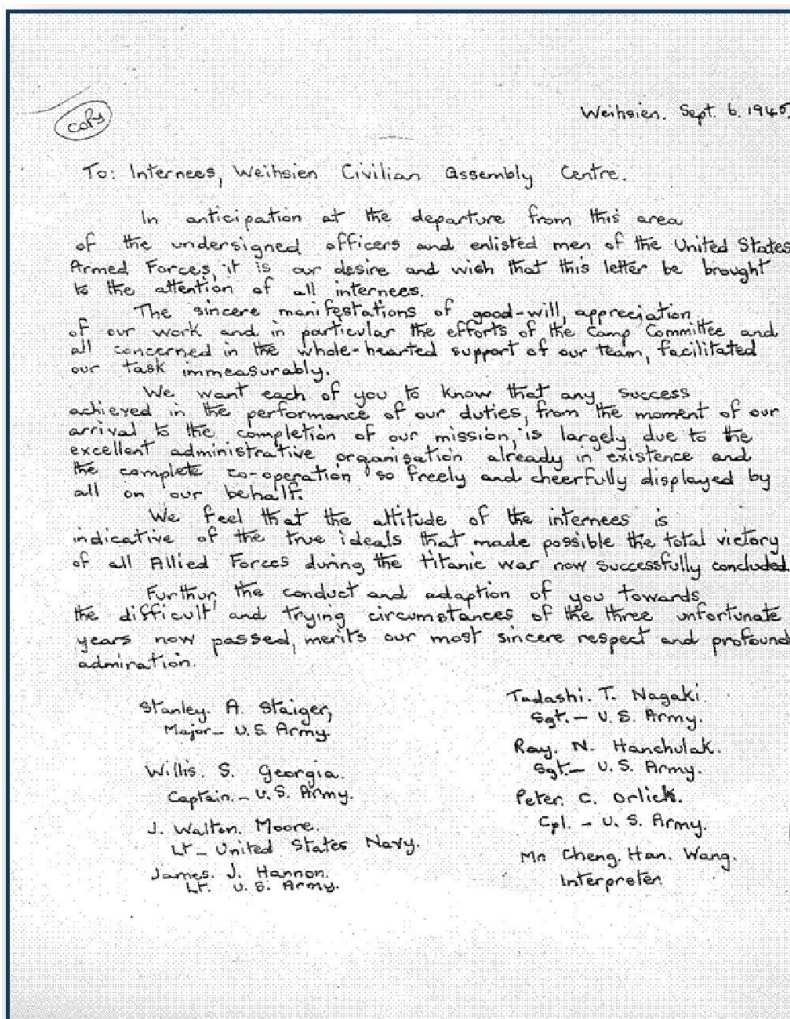 copy
Weihsien. Sept. 6. 1945.
To: Internees, Weihsien Civilian Assembly Centre.
In anticipation at the departure from this area
of the undersigned officers and enlisted men of the United States
Armed Forces, it is our desire and wish that this letter be brought
to the attention of all internees.
The sincere manifestations of good-will, appreciation
of our work and in particular the efforts of the Camp Committee and
all concerned in the whole-hearted support of our team, facilitated
our task immeasurably.
We want each of you to know that any success
achieved in the performance of our duties, from the moment of our
arrival to the completion of our mission, is largely due to the
excellent administrative organisation already in existence and
the complete co-operation so freely and cheerfully displayed by
all on our behalf.
We feel that the attitude of the internees is
indicative of the true ideals that made possible the total victory
of all Allied Forces during the titanic war now successfully concluded.
Furthur, the conduct and adaption of you towards
the difficult and trying circumstances of the three unfortunate
years now passed, merits our most sincere respect and profound
admiration.
Stanley. A. Staiger,
Major - U.S. Army.
Willis. S. Georgia.
Captain. - U.S. Army.
J. Walton. Moore.
Lt - United States Navy.
James. J. Hannon.
Lt. U.S. Army.
Tadashi. T. Nagaki.
Sgt. - U.S. Army.
Ray. N. Hanchulak.
Sgt. - U.S. Army.
Peter. C. Orlick.
Cpl. - U.S. Army.
Mr. Cheng. Han. Wang.
Interpreter.